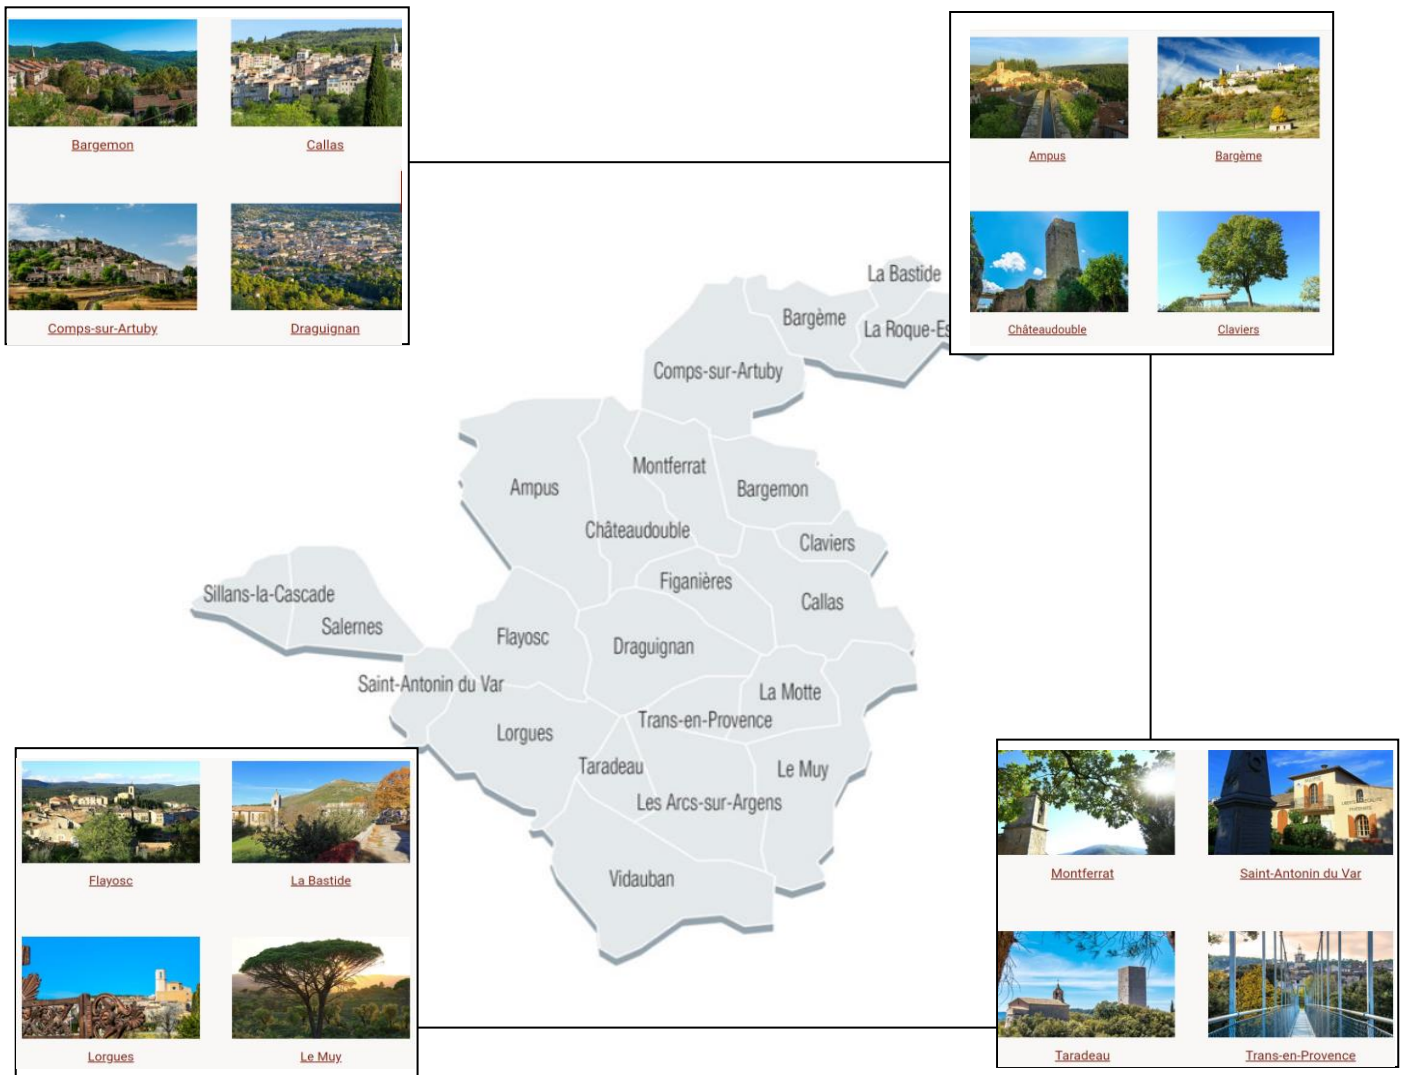 Bargemon
Callas
Comps-sur-Artuby
Draguignan
Ampus
Bargème
Châteaudouble
Claviers
La Bastide
Bargème
La Roque-Es
Comps-sur-Artuby
Montferrat
Ampus
Bargemon
Châteaudouble
Claviers
Figanières
Sillans-la-Cascade
Callas
Salernes
Flayosc
Draguignan
Saint-Antonin du Var
La Motte
Trans-en-Provence
Lorgues
Taradeau
Le Muy
Les Arcs-sur-Argens
Vidauban
Flayosc
La Bastide
Lorgues
Le Muy
Montferrat
Saint-Antonin du Var
Taradeau
Trans-en-Provence